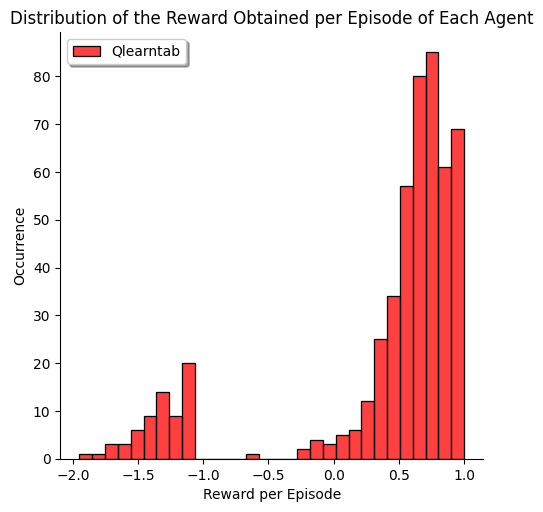 Distribution of the Reward Obtained per Episode of Each Agent
Qlearntab
Occurrence
80
70
60
50
40
30
20
10
0
−2.0 −1.5 −1.0 −0.5 0.0 0.5 1.0
Reward per Episode